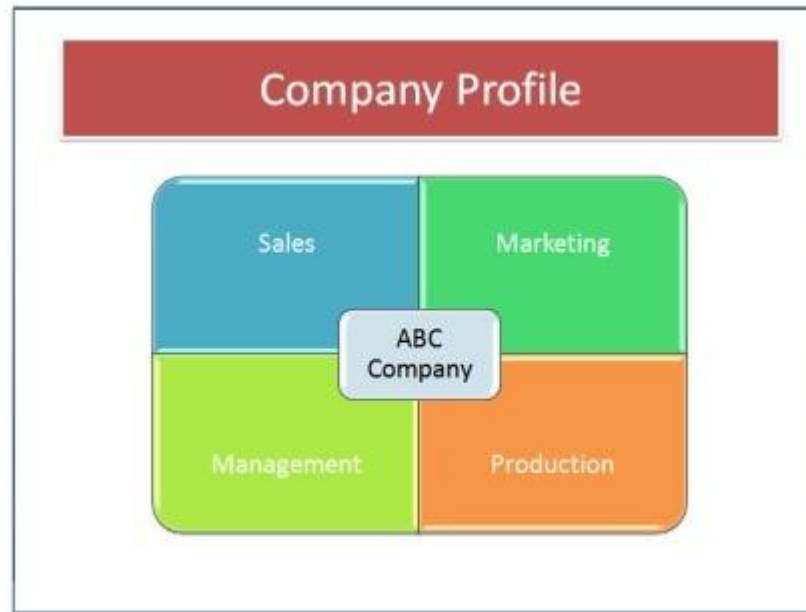 Company Profile
Sales
Marketing
ABC
Company
Management
Production